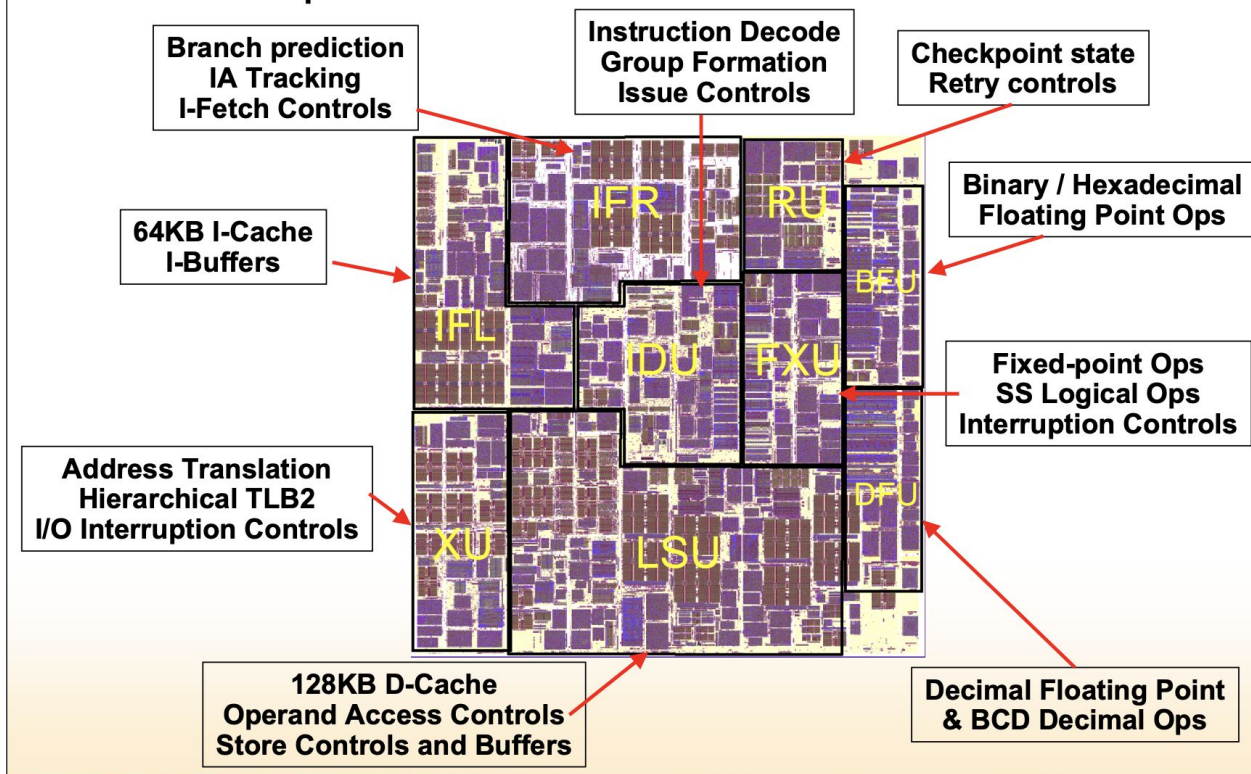 Branch prediction
IA Tracking
I-Fetch Controls
Instruction Decode
Group Formation
Issue Controls
Checkpoint state
Retry controls
64KB I-Cache
I-Buffers
IFR
RU
Binary / Hexadecimal
Floating Point Ops
BFU
IFL
IDU
FXU
Fixed-point Ops
SS Logical Ops
Interruption Controls
Address Translation
Hierarchical TLB2
I/O Interruption Controls
XU
LSU
DFU
128KB D-Cache
Operand Access Controls
Store Controls and Buffers
Decimal Floating Point
& BCD Decimal Ops